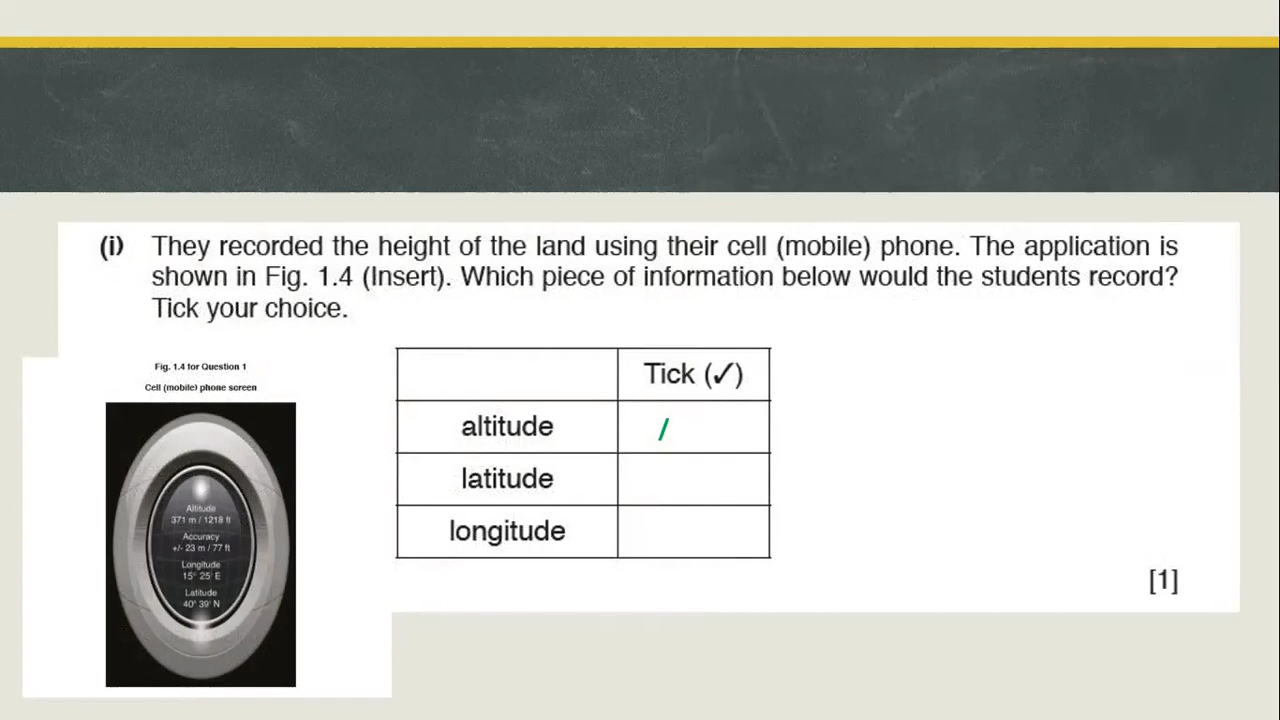 (i) They recorded the height of the land using their cell (mobile) phone. The application is
shown in Fig. 1.4 (Insert). Which piece of information below would the students record?
Tick your choice.
Fig. 1.4 for Question 1
Cell (mobile) phone screen
Altitude
371 m / 1218 ft
Accuracy
+/- 23 m / 77 ft
Longitude
15° 25' E
Latitude
40° 39' N
Tick (✓)
altitude /
latitude
longitude
[1]